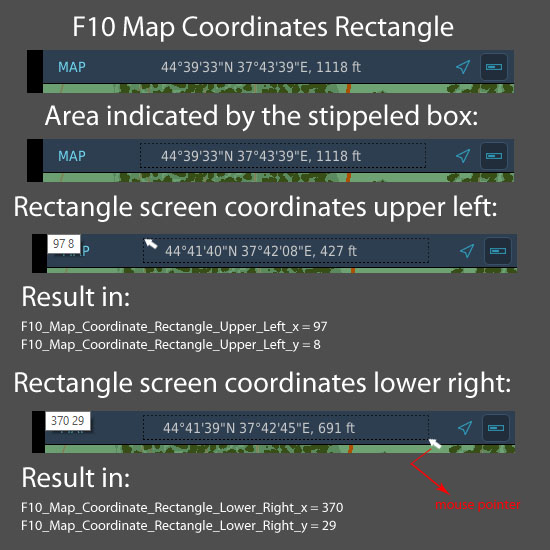 F10 Map Coordinates Rectangle
MAP 44°39'33"N 37°43'39"E, 1118 ft
Area indicated by the stippeled box:
MAP 44°39'33"N 37°43'39"E, 1118 ft
Rectangle screen coordinates upper left:
97 8 P 44°41'40"N 37°42'08"E, 427 ft
Result in:
F10_Map_Coordinate_Rectangle_Upper_Left_x = 97
F10_Map_Coordinate_Rectangle_Upper_Left_y = 8
Rectangle screen coordinates lower right:
370 29 44°41'39"N 37°42'45"E, 691 ft
Result in:
mouse pointer
F10_Map_Coordinate_Rectangle_Lower_Right_x = 370
F10_Map_Coordinate_Rectangle_Lower_Right_y = 29